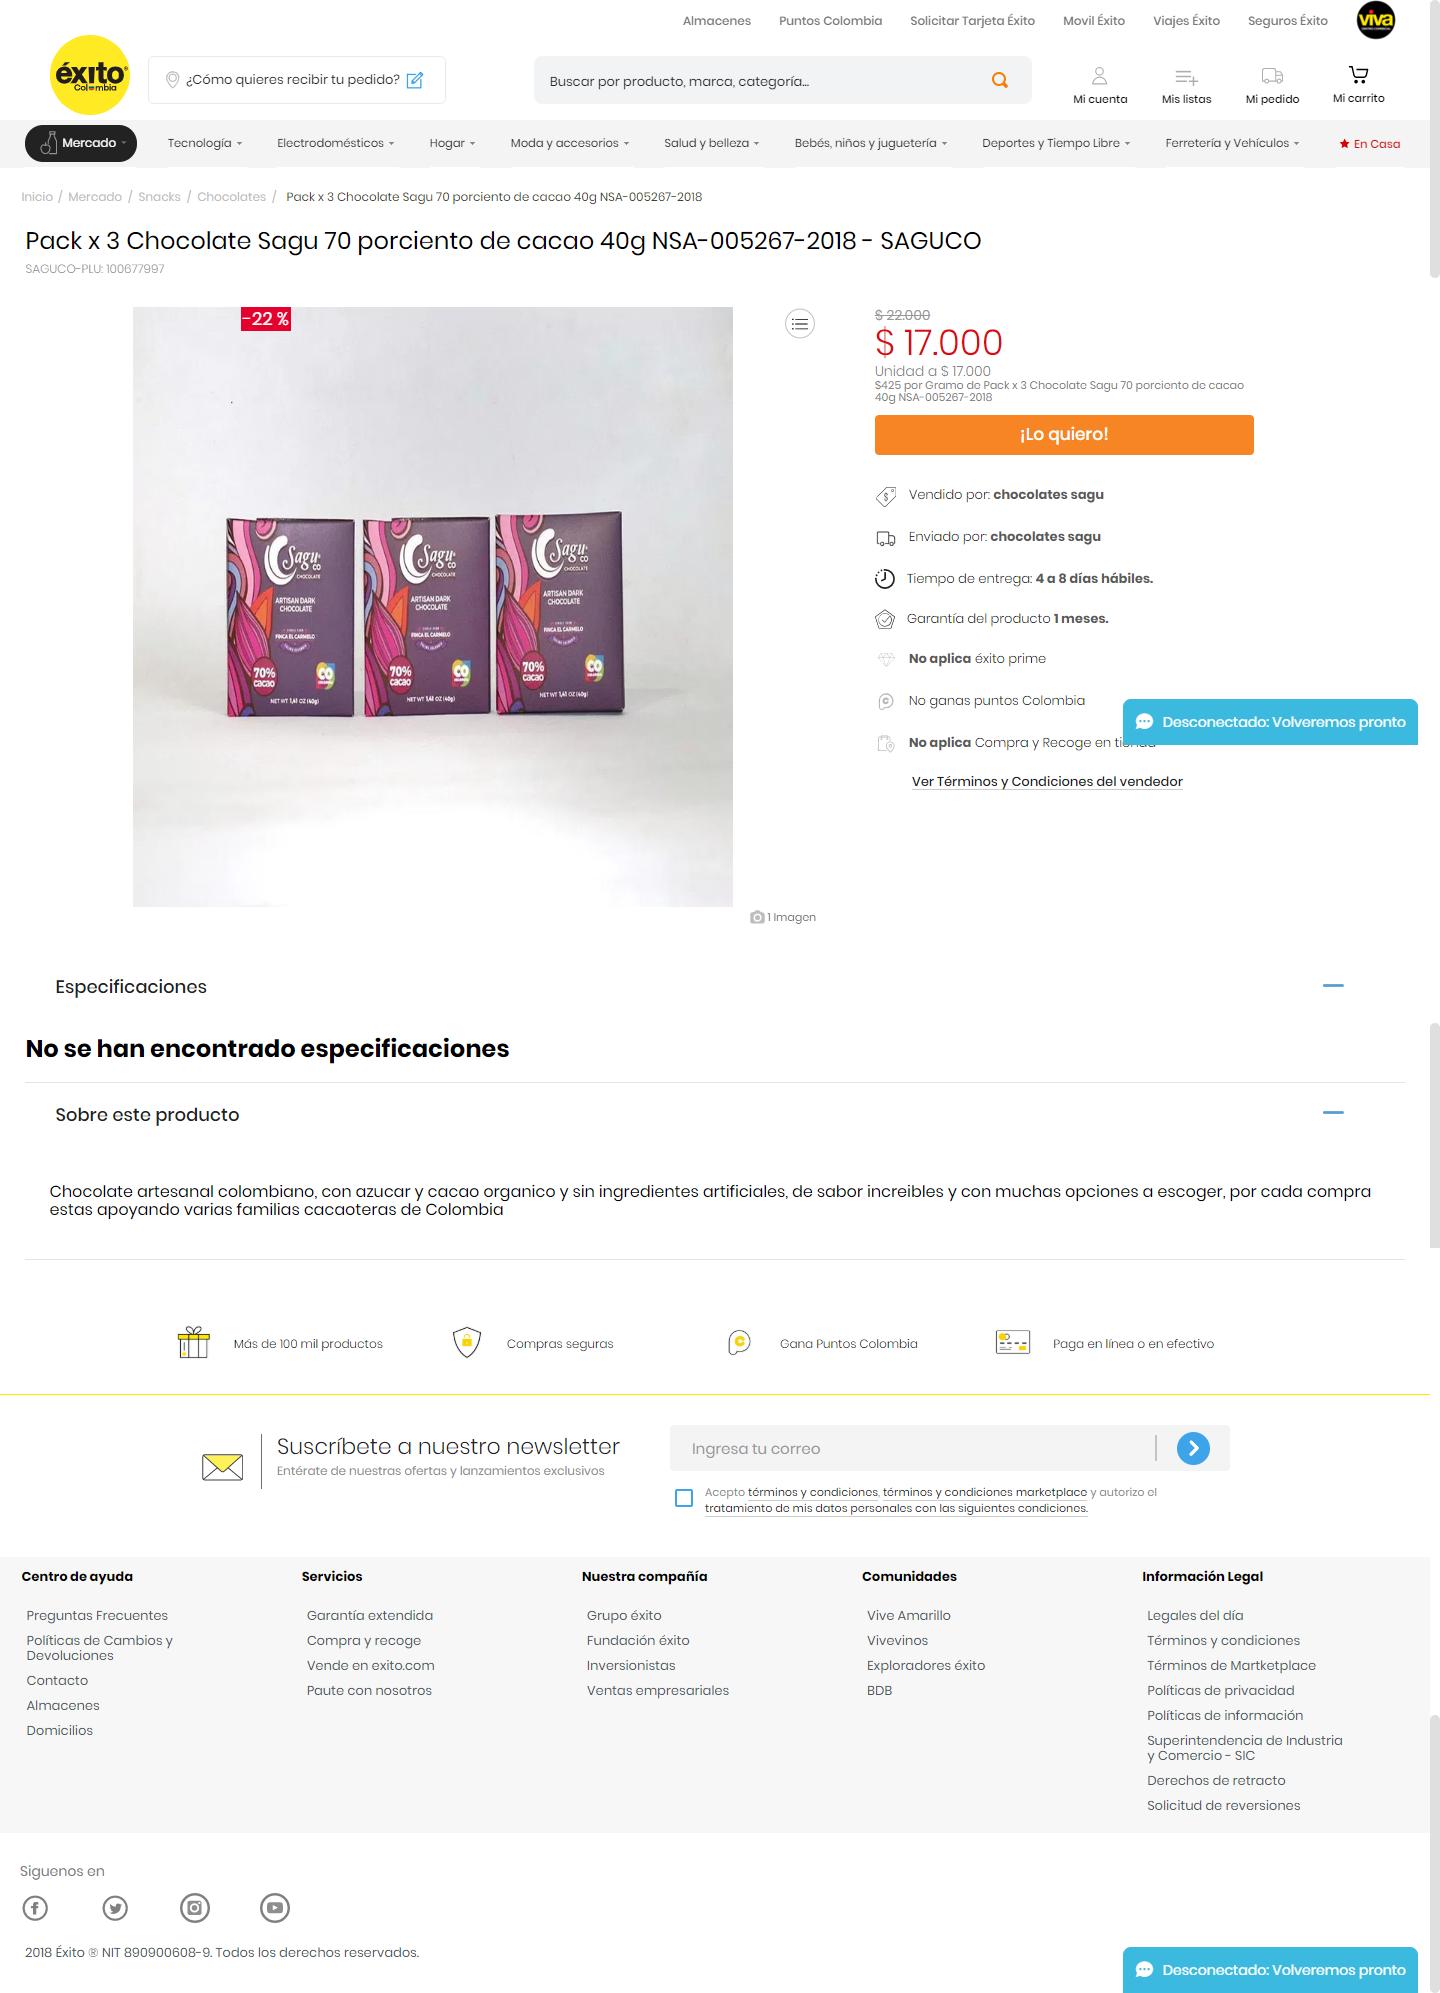 Almacenes Puntos Colombia Solicitar Tarjeta Éxito Movil Éxito Viajes Éxito Seguros Éxito viva
éxito
Colombia
¿Cómo quieres recibir tu pedido?
Buscar por producto, marca, categoría...
Mi cuenta Mis listas Mi pedido Mi carrito
Mercado Tecnología Electrodomésticos Hogar Moda y accesorios Salud y belleza Bebés, niños y juguetería Deportes y Tiempo Libre Ferretería y Vehículos En Casa
Inicio / Mercado / Snacks / Chocolates / Pack x 3 Chocolate Sagu 70 porciento de cacao 40g NSA-005267-2018
Pack x 3 Chocolate Sagu 70 porciento de cacao 40g NSA-005267-2018 - SAGUCO
SAGUCO-PLU: 100677997
-22 %
Sagu
CO
CHOCOLATE
ARTISAN DARK
CHOCOLATE
FINCA EL CARMELO
70%
cacao
CO
NET WT 1,41 OZ (40g)
Sagu
CO
CHOCOLATE
ARTISAN DARK
CHOCOLATE
FINCA EL CARMELO
70%
cacao
CO
NET WT 1,41 OZ (40g)
Sagu
CO
CHOCOLATE
ARTISAN DARK
CHOCOLATE
FINCA EL CARMELO
70%
cacao
CO
NET WT 1,41 OZ (40g)
1 Imagen
$ 22.000
$ 17.000
Unidad a $ 17.000
$425 por Gramo de Pack x 3 Chocolate Sagu 70 porciento de cacao
40g NSA-005267-2018
¡Lo quiero!
Vendido por: chocolates sagu
Enviado por: chocolates sagu
Tiempo de entrega: 4 a 8 días hábiles.
Garantía del producto 1 meses.
No aplica éxito prime
No ganas puntos Colombia
Desconectado: Volveremos pronto
No aplica Compra y Recoge en tienda
Ver Términos y Condiciones del vendedor
Especificaciones
No se han encontrado especificaciones
Sobre este producto
Chocolate artesanal colombiano, con azucar y cacao organico y sin ingredientes artificiales, de sabor increibles y con muchas opciones a escoger, por cada compra
estas apoyando varias familias cacaoteras de Colombia
Más de 100 mil productos Compras seguras Gana Puntos Colombia Paga en línea o en efectivo
Suscríbete a nuestro newsletter
Entérate de nuestras ofertas y lanzamientos exclusivos
Ingresa tu correo
Acepto términos y condiciones, términos y condiciones marketplace y autorizo el
tratamiento de mis datos personales con las siguientes condiciones.
Centro de ayuda
Preguntas Frecuentes
Políticas de Cambios y
Devoluciones
Contacto
Almacenes
Domicilios
Servicios
Garantía extendida
Compra y recoge
Vende en exito.com
Paute con nosotros
Nuestra compañía
Grupo éxito
Fundación éxito
Inversionistas
Ventas empresariales
Comunidades
Vive Amarillo
Vivevinos
Exploradores éxito
BDB
Información Legal
Legales del día
Términos y condiciones
Términos de Martketplace
Políticas de privacidad
Políticas de información
Superintendencia de Industria
y Comercio - SIC
Derechos de retracto
Solicitud de reversiones
Siguenos en
2018 Éxito ® NIT 890900608-9. Todos los derechos reservados.
Desconectado: Volveremos pronto